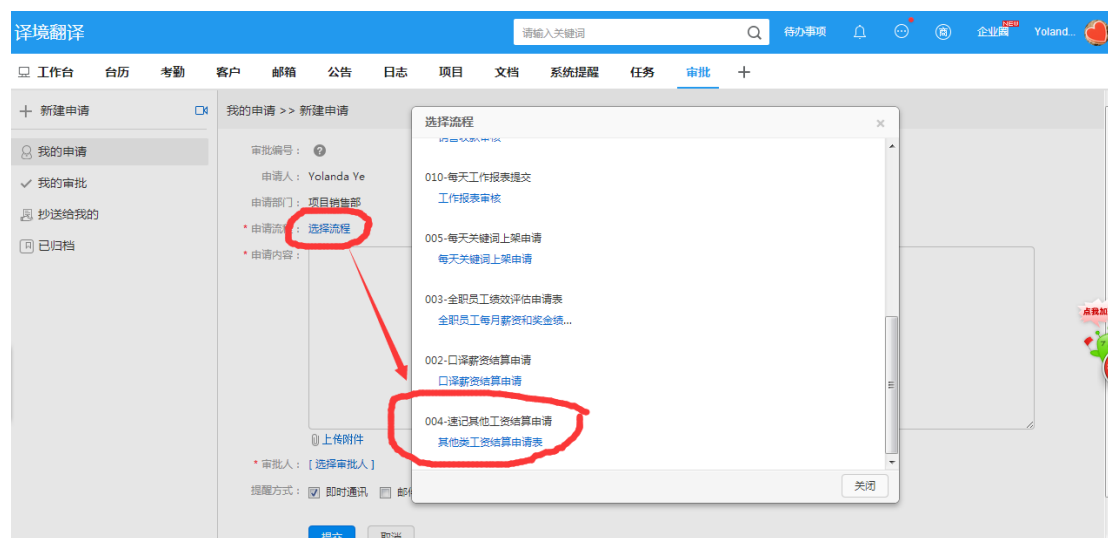 译境翻译
请输入关键词
待办事项
商
企业圈
NEW
Yoland...
工作台 台历 考勤 客户 邮箱 公告 日志 项目 文档 系统提醒 任务 审批
新建申请
我的申请
我的审批
抄送给我的
已归档
我的申请 >> 新建申请
审批编号：
申请人： Yolanda Ye
申请部门： 项目销售部
* 申请流程： 选择流程
* 申请内容：
上传附件
* 审批人： [ 选择审批人 ]
提醒方式： 即时通讯
提交 取消
选择流程
×
销售收款审核
010-每天工作报表提交
工作报表审核
005-每天关键词上架申请
每天关键词上架申请
003-全职员工绩效评估申请表
全职员工每月薪资和奖金绩...
002-口译薪资结算申请
口译薪资结算申请
004-速记其他工资结算申请
其他类工资结算申请表
关闭
点我加